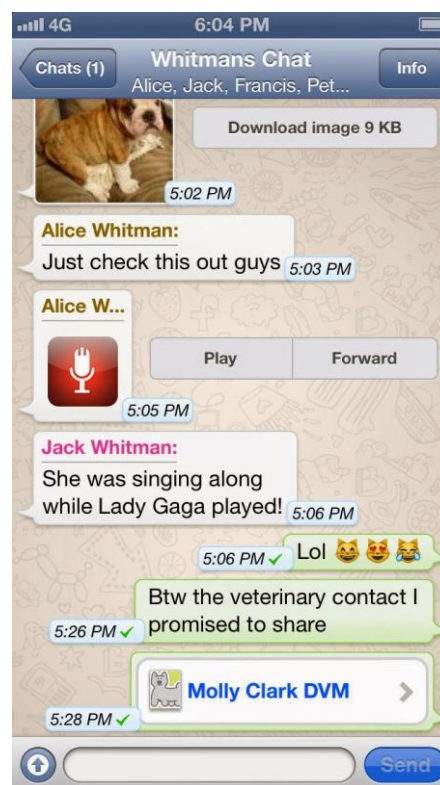 4G 6:04 PM
Chats (1) Whitmans Chat Info
Alice, Jack, Francis, Pet...
Download image 9 KB
5:02 PM
Alice Whitman:
Just check this out guys 5:03 PM
Alice W...
Play Forward
5:05 PM
Jack Whitman:
She was singing along
while Lady Gaga played! 5:06 PM
5:06 PM Lol 😸 😻 😹
Btw the veterinary contact I
5:26 PM promised to share
Molly Clark DVM
5:28 PM
Send